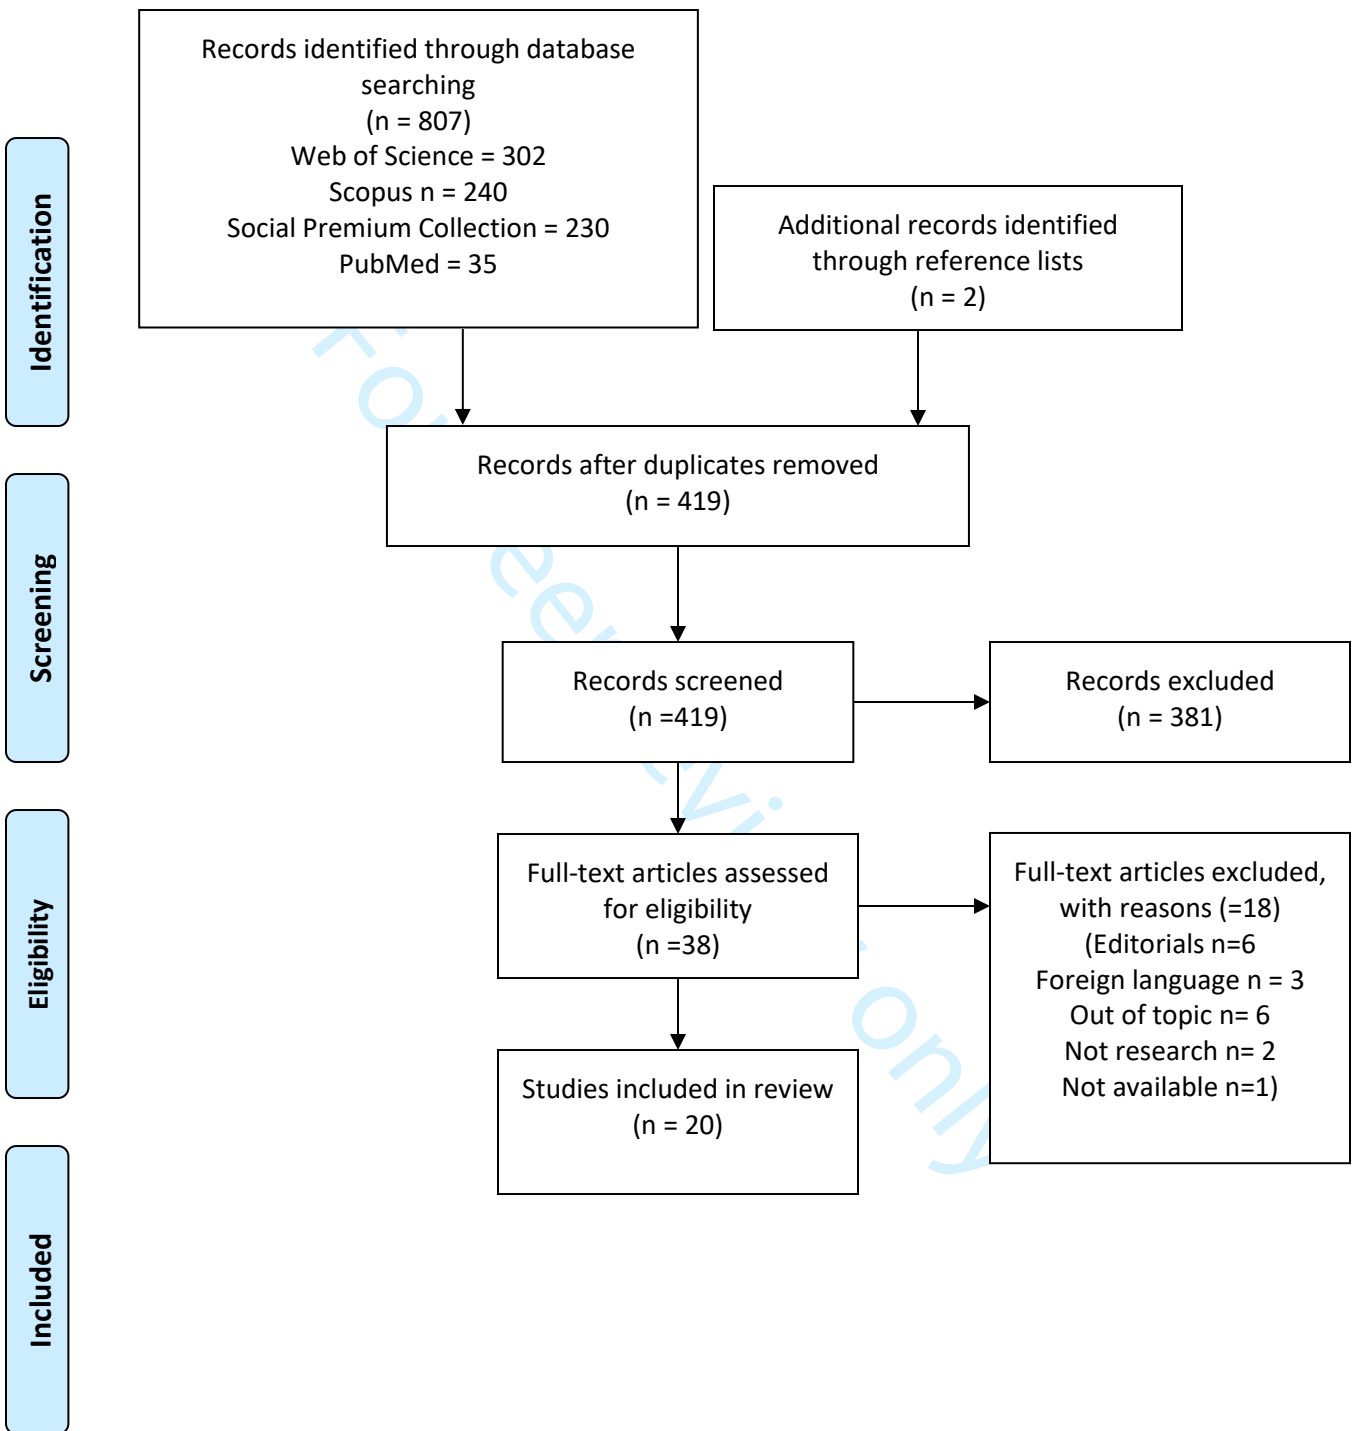 Records identified through database
searching
(n = 807)
Web of Science = 302
Scopus n = 240
Social Premium Collection = 230
PubMed = 35
Additional records identified
through reference lists
(n = 2)
Identification
Records after duplicates removed
(n = 419)
Screening
Records screened
(n =419)
Records excluded
(n = 381)
Eligibility
Full-text articles assessed
for eligibility
(n =38)
Full-text articles excluded,
with reasons (=18)
(Editorials n=6
Foreign language n = 3
Out of topic n= 6
Not research n= 2
Not available n=1)
Studies included in review
(n = 20)
Included
only